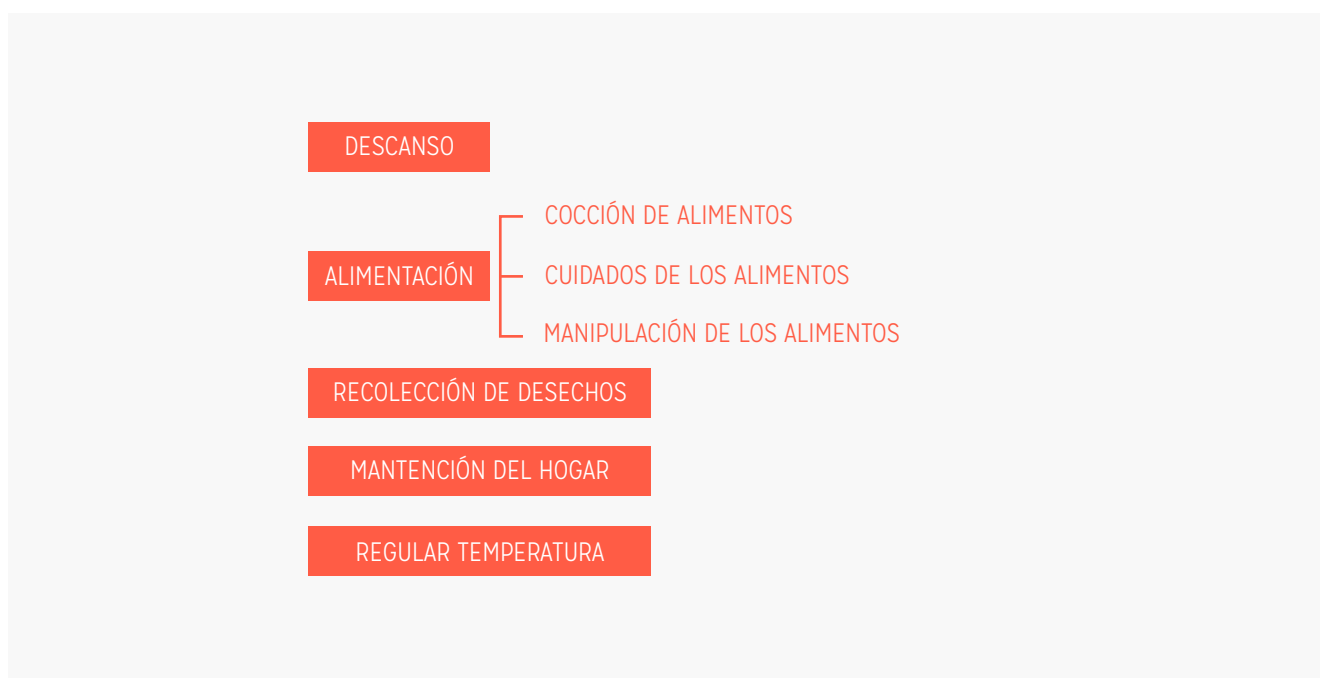 DESCANSO
COCCIÓN DE ALIMENTOS
ALIMENTACIÓN
CUIDADOS DE LOS ALIMENTOS
MANIPULACIÓN DE LOS ALIMENTOS
RECOLECCIÓN DE DESECHOS
MANTENCIÓN DEL HOGAR
REGULAR TEMPERATURA